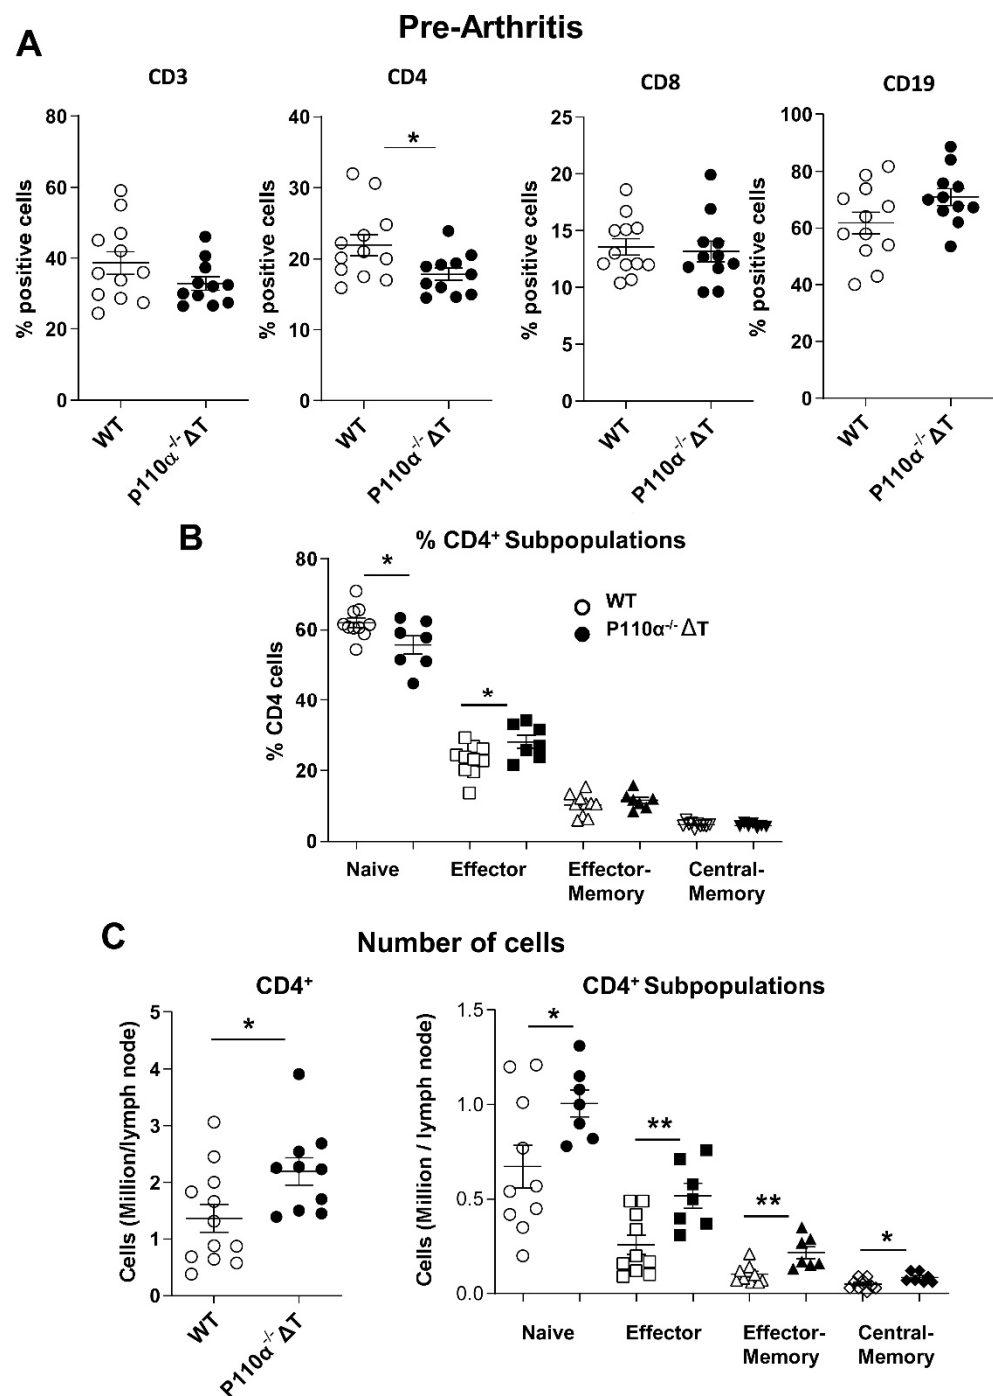 A
Pre-Arthritis
CD3
% positive cells
80
60
40
20
0
WT
p110α⁻/⁻ΔT
CD4
% positive cells
40
30
20
10
0
*
WT
P110α⁻/⁻ΔT
CD8
% positive cells
25
20
15
10
5
0
WT
P110α⁻/⁻ΔT
CD19
% positive cells
100
80
60
40
20
0
WT
P110α⁻/⁻ΔT
B
% CD4⁺ Subpopulations
% CD4 cells
80
60
40
20
0
*
*
WT
P110α⁻/⁻ ΔT
Naive
Effector
Effector-
Memory
Central-
Memory
C
Number of cells
CD4⁺
Cells (Million/lymph node)
5
4
3
2
1
0
*
WT
P110α⁻/⁻ΔT
CD4⁺ Subpopulations
Cells (Million / lymph node)
1.5
1.0
0.5
0.0
*
**
**
*
Naive
Effector
Effector-
Memory
Central-
Memory